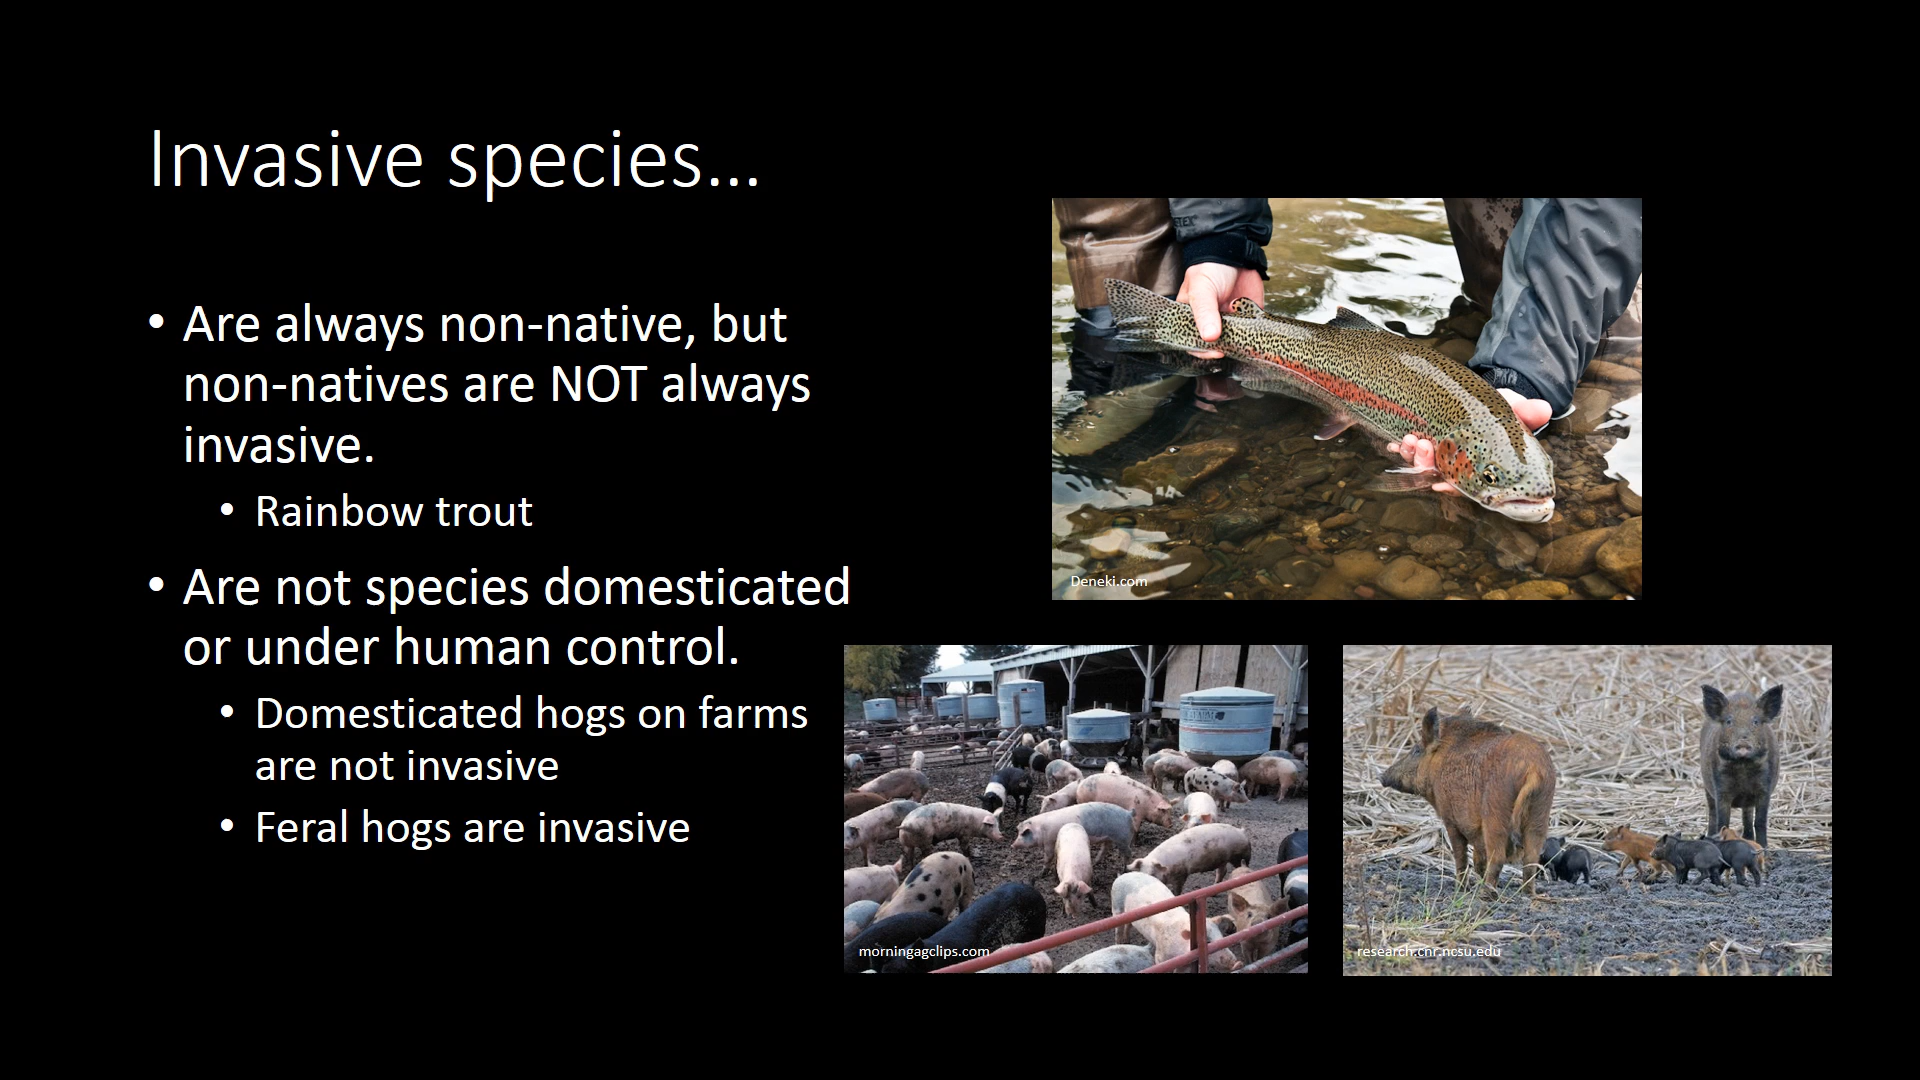 Invasive species...
• Are always non-native, but
non-natives are NOT always
invasive.
• Rainbow trout
• Are not species domesticated
or under human control.
• Domesticated hogs on farms
are not invasive
• Feral hogs are invasive
Deneki.com
morningagclips.com
research.cnr.ncsu.edu